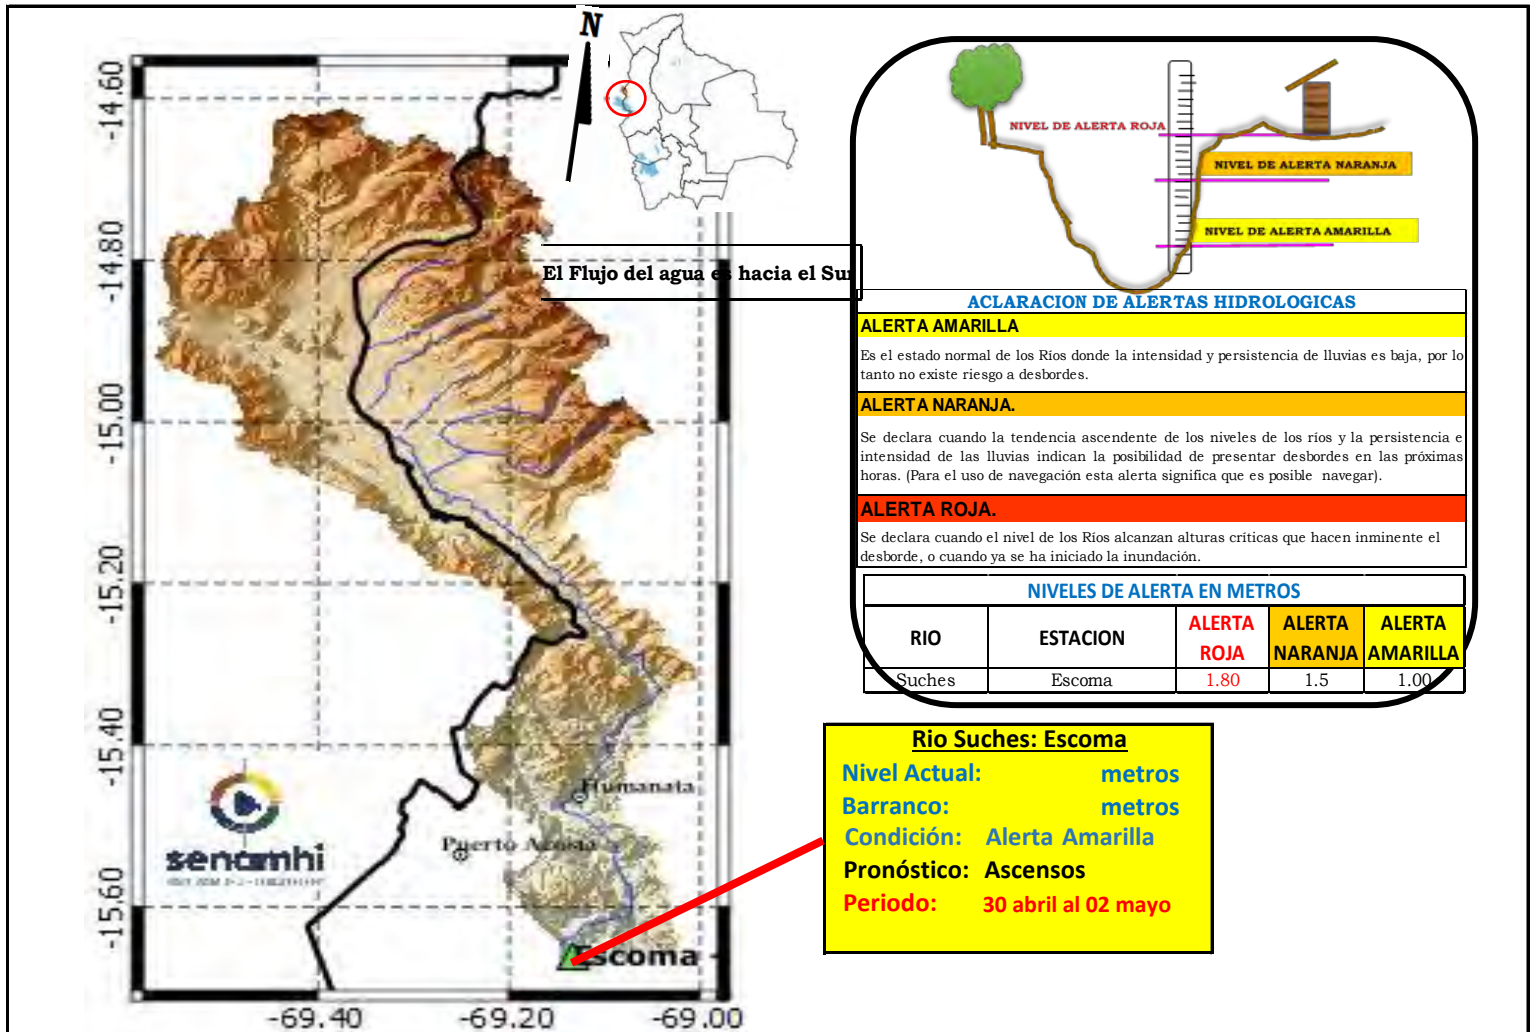 N
-14.60
-14.80
-15.00
-15.20
-15.40
-15.60
-69.40
-69.20
-69.00
El Flujo del agua es hacia el Sur
Humanata
Puerto Acosta
Escoma
senamhi
NIVEL DE ALERTA ROJA
NIVEL DE ALERTA NARANJA
NIVEL DE ALERTA AMARILLA
ACLARACION DE ALERTAS HIDROLOGICAS
ALERTA AMARILLA
Es el estado normal de los Ríos donde la intensidad y persistencia de lluvias es baja, por lo
tanto no existe riesgo a desbordes.
ALERTA NARANJA.
Se declara cuando la tendencia ascendente de los niveles de los ríos y la persistencia e
intensidad de las lluvias indican la posibilidad de presentar desbordes en las próximas
horas. (Para el uso de navegación esta alerta significa que es posible navegar).
ALERTA ROJA.
Se declara cuando el nivel de los Ríos alcanzan alturas críticas que hacen inminente el
desborde, o cuando ya se ha iniciado la inundación.
NIVELES DE ALERTA EN METROS
RIO ESTACION ALERTA ROJA ALERTA NARANJA ALERTA AMARILLA
Suches Escoma 1.80 1.5 1.00
Rio Suches: Escoma
Nivel Actual: metros
Barranco: metros
Condición: Alerta Amarilla
Pronóstico: Ascensos
Periodo: 30 abril al 02 mayo